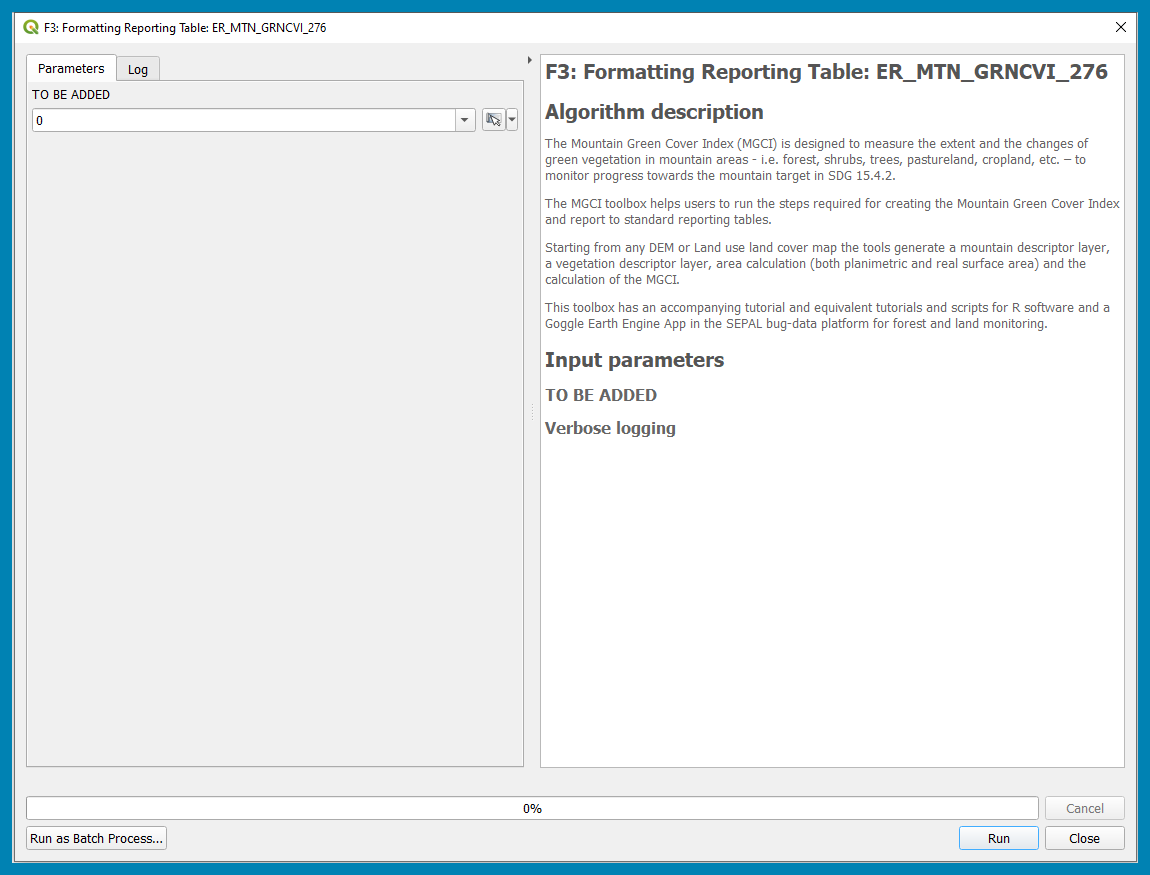 F3: Formatting Reporting Table: ER_MTN_GRNCVI_276
Parameters
Log
TO BE ADDED
0
F3: Formatting Reporting Table: ER_MTN_GRNCVI_276
Algorithm description
The Mountain Green Cover Index (MGCI) is designed to measure the extent and the changes of
green vegetation in mountain areas - i.e. forest, shrubs, trees, pastureland, cropland, etc. – to
monitor progress towards the mountain target in SDG 15.4.2.
The MGCI toolbox helps users to run the steps required for creating the Mountain Green Cover Index
and report to standard reporting tables.
Starting from any DEM or Land use land cover map the tools generate a mountain descriptor layer,
a vegetation descriptor layer, area calculation (both planimetric and real surface area) and the
calculation of the MGCI.
This toolbox has an accompanying tutorial and equivalent tutorials and scripts for R software and a
Goggle Earth Engine App in the SEPAL bug-data platform for forest and land monitoring.
Input parameters
TO BE ADDED
Verbose logging
0%
Cancel
Run as Batch Process...
Run
Close